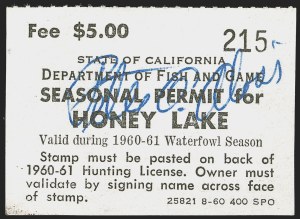 Fee $5.00 215
STATE OF CALIFORNIA
DEPARTMENT OF FISH AND GAME
SEASONAL PERMIT for
HONEY LAKE
Valid during 1960-61 Waterfowl Season
Stamp must be pasted on back of
1960-61 Hunting License. Owner must
validate by signing name across face
of stamp. 25821 8-60 400 SPO